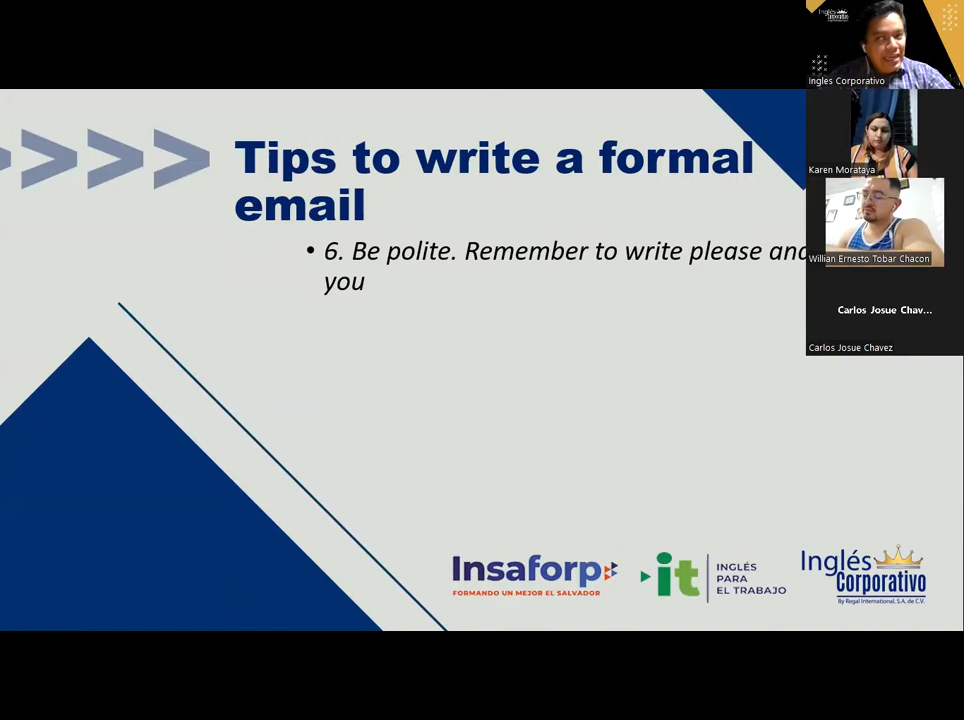 Tips to write a formal
email
• 6. Be polite. Remember to write please and
you
Insaforp
FORMANDO UN MEJOR EL SALVADOR
it
INGLÉS
PARA
EL TRABAJO
Inglés
Corporativo
By Regal International, S.A. de C.V.
Inglés
Ingles Corporativo
Karen Morataya
Willian Ernesto Tobar Chacon
Carlos Josue Chav...
Carlos Josue Chavez